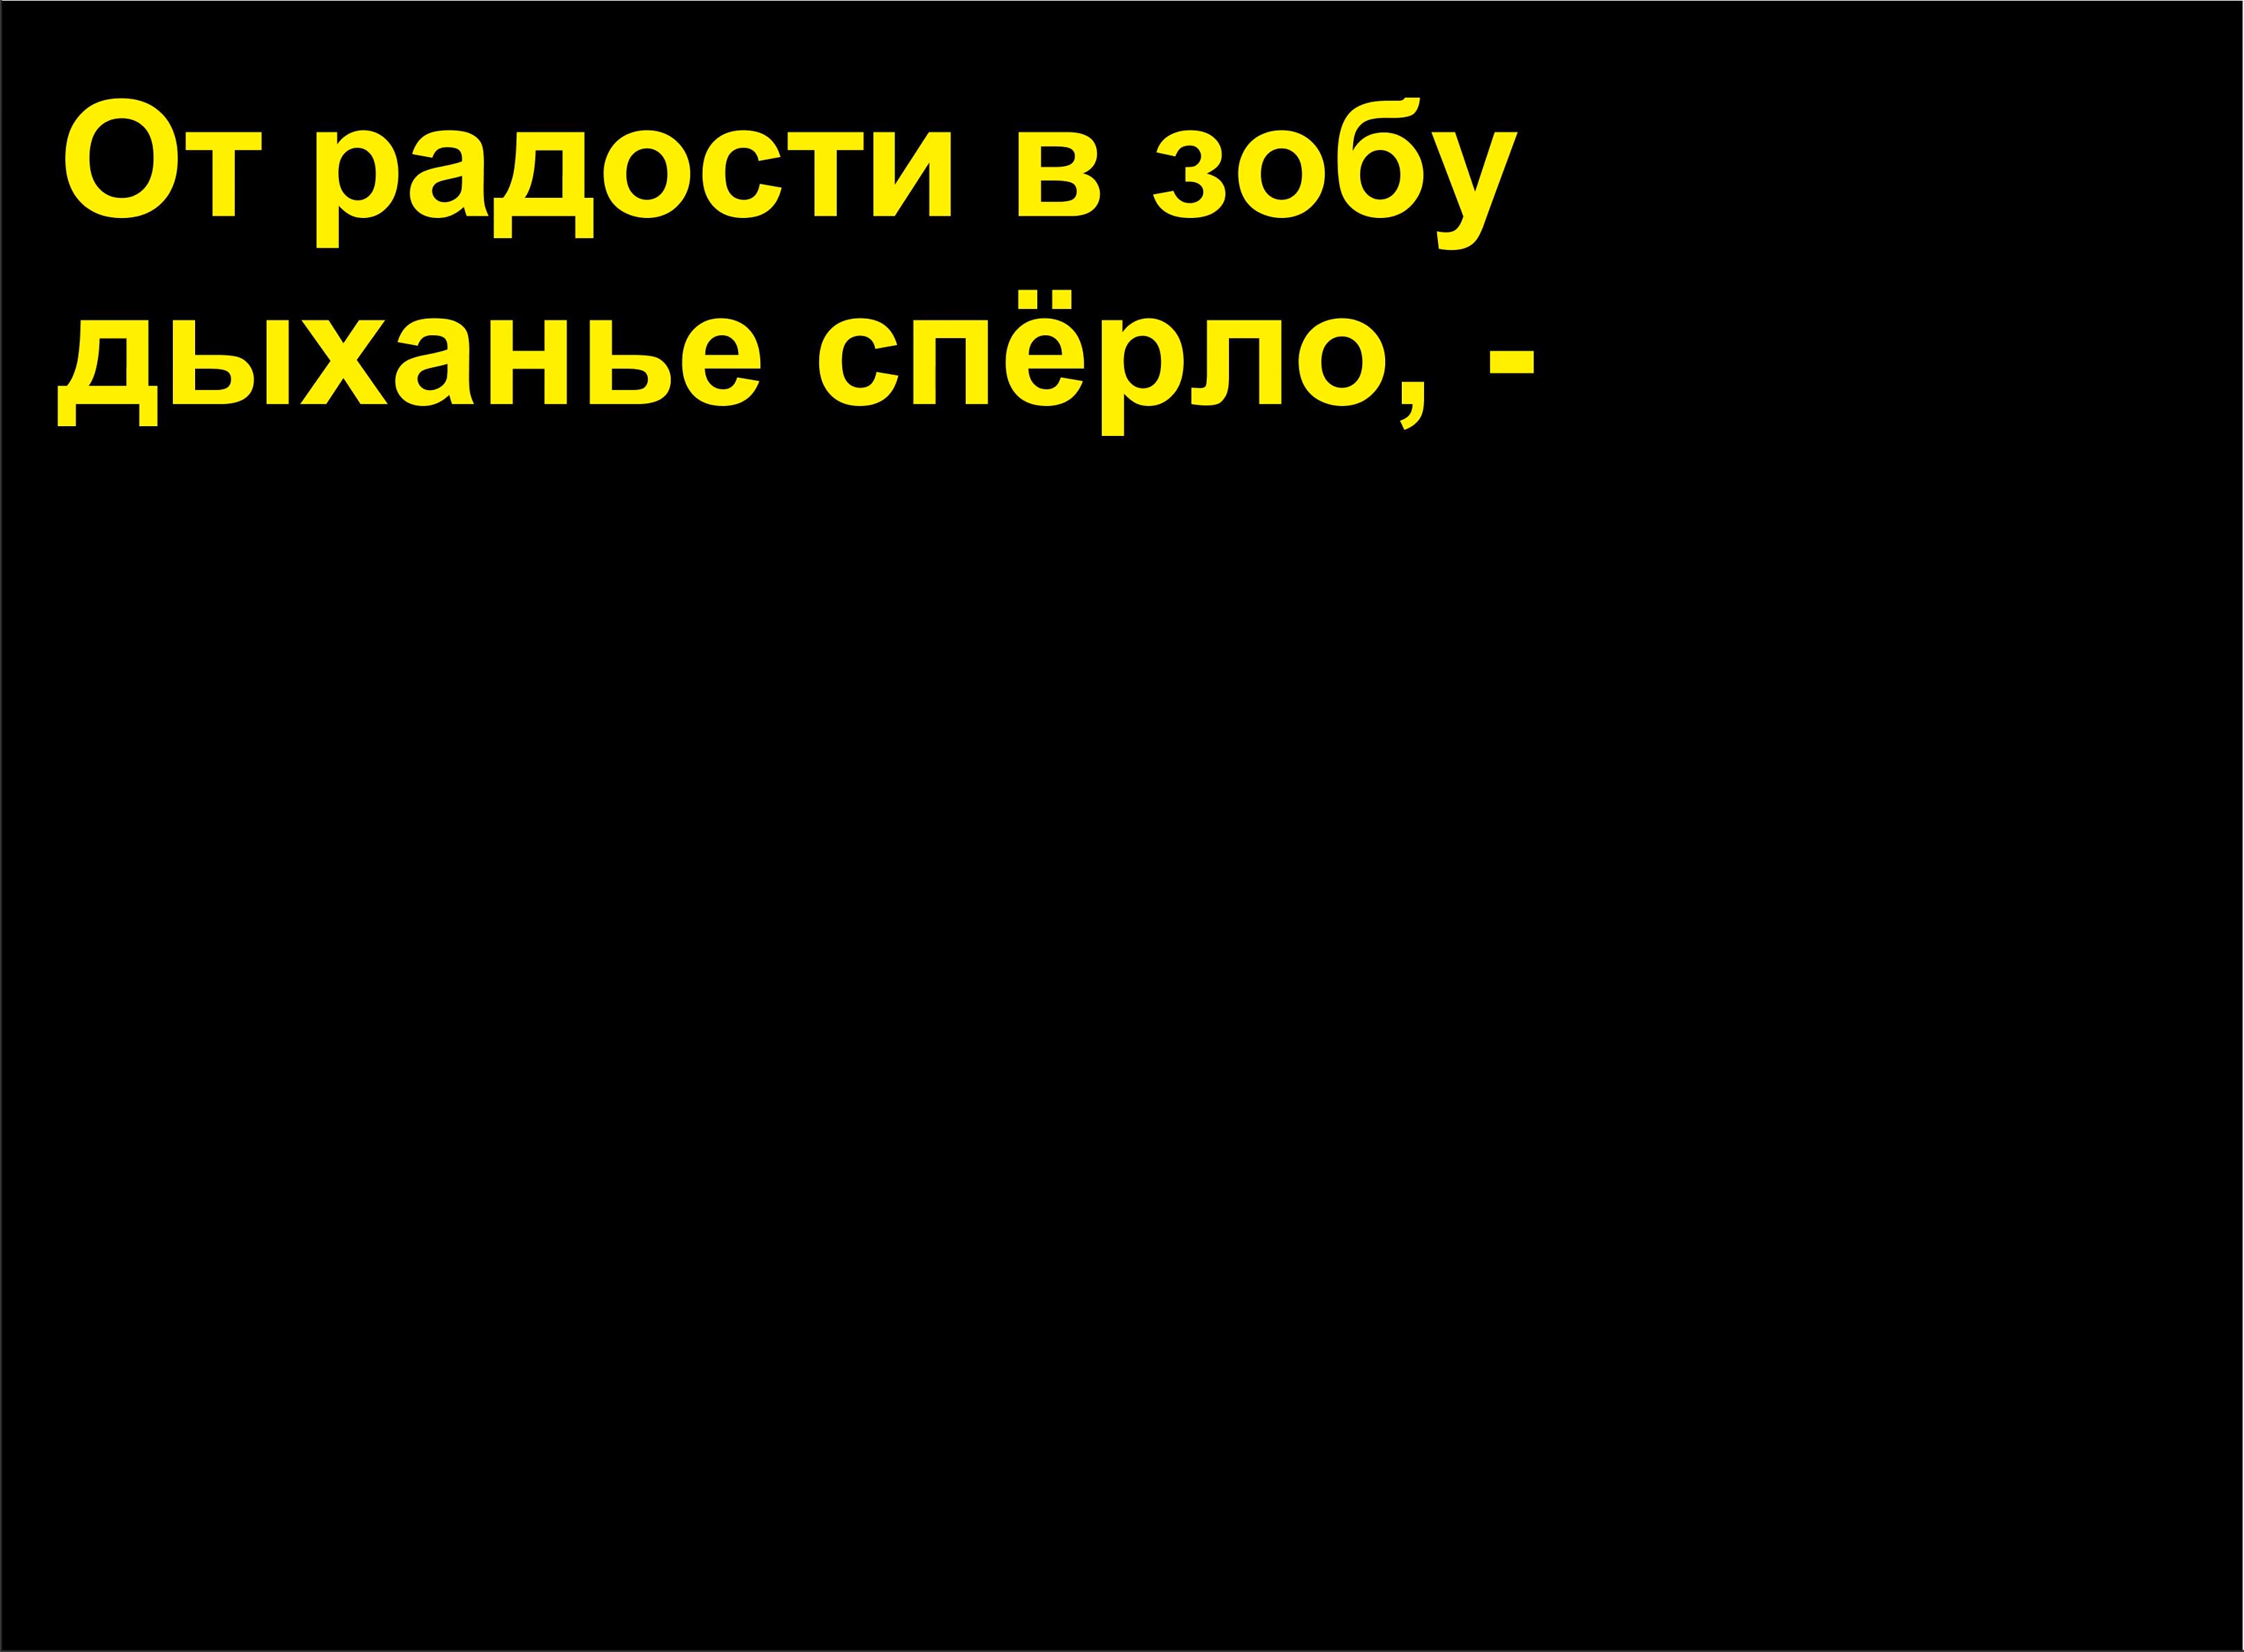 От радости в зобу
дыханье спёрло, -